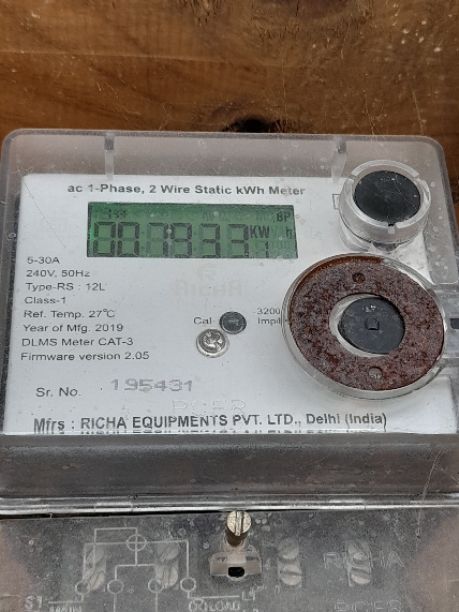 ac 1-Phase, 2 Wire Static kWh Meter
BP
KW h
5-30A
240V, 50Hz
Type-RS : 12L
Class-1
Ref. Temp. 27°C
Year of Mfg. 2019
DLMS Meter CAT-3
Firmware version 2.05
Cal
3200
Imp/
Sr. No. 195431
Mfrs : RICHA EQUIPMENTS PVT. LTD., Delhi (India)